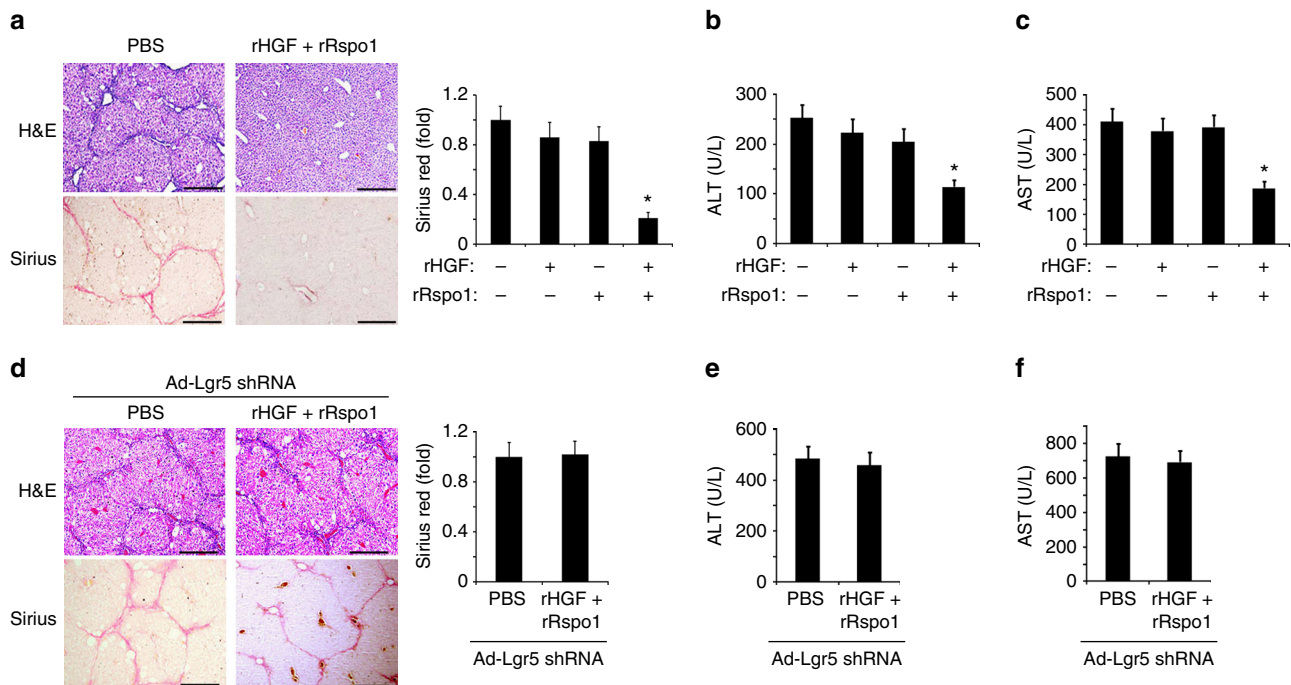 a
PBS
rHGF + rRspo1
H&E
Sirius
Sirius red (fold)
1.2
0.8
0.4
0
*
rHGF: – + – +
rRspo1: – – + +
b
ALT (U/L)
250
200
100
50
0
*
rHGF: – + – +
rRspo1: – – + +
c
AST (U/L)
500
400
300
200
100
0
*
rHGF: – + – +
rRspo1: – – + +
d
Ad-Lgr5 shRNA
PBS
rHGF + rRspo1
H&E
Sirius
Sirius red (fold)
1.2
1.0
0.8
0.4
0
PBS
rHGF +
rRspo1
Ad-Lgr5 shRNA
e
ALT (U/L)
600
400
200
0
PBS
rHGF +
rRspo1
Ad-Lgr5 shRNA
f
AST (U/L)
800
600
400
200
0
PBS
rHGF +
rRspo1
Ad-Lgr5 shRNA